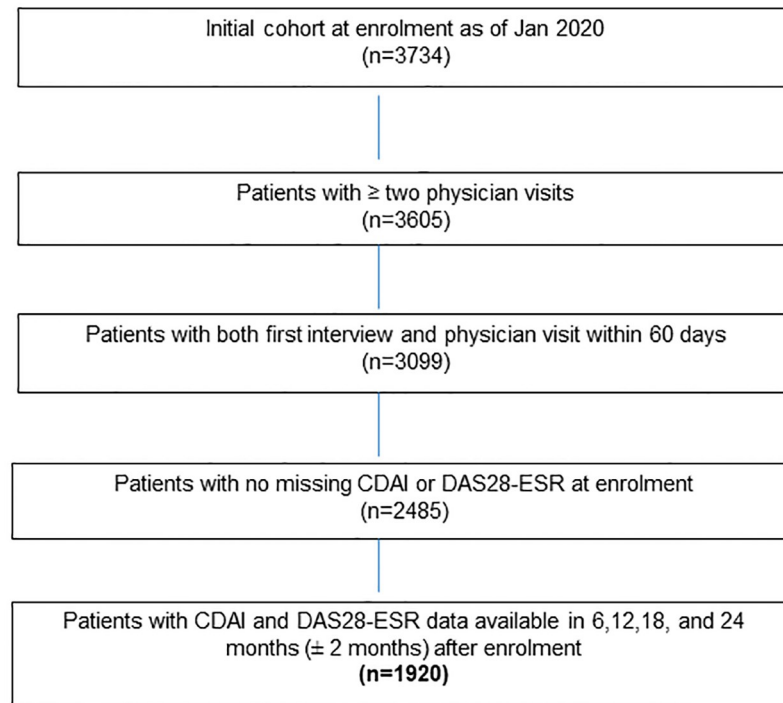 Initial cohort at enrolment as of Jan 2020
(n=3734)
Patients with ≥ two physician visits
(n=3605)
Patients with both first interview and physician visit within 60 days
(n=3099)
Patients with no missing CDAI or DAS28-ESR at enrolment
(n=2485)
Patients with CDAI and DAS28-ESR data available in 6,12,18, and 24
months (± 2 months) after enrolment
(n=1920)